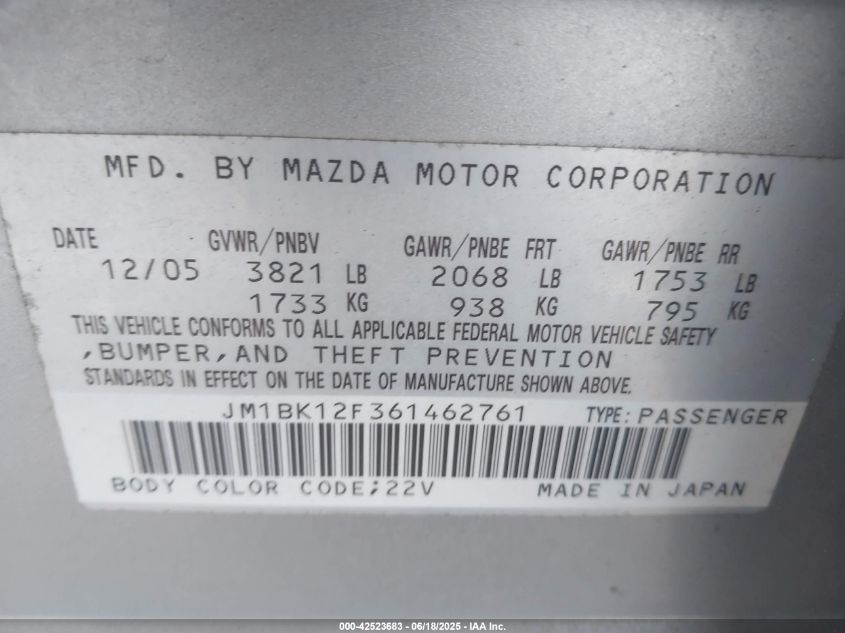 MFD. BY MAZDA MOTOR CORPORATION
DATE GVWR/PNBV GAWR/PNBE FRT GAWR/PNBE RR
12/05 3821 LB 2068 LB 1753 LB
1733 KG 938 KG 795 KG
THIS VEHICLE CONFORMS TO ALL APPLICABLE FEDERAL MOTOR VEHICLE SAFETY
,BUMPER,AND THEFT PREVENTION
STANDARDS IN EFFECT ON THE DATE OF MANUFACTURE SHOWN ABOVE.
JM1BK12F361462761 TYPE: PASSENGER
BODY COLOR CODE;22V MADE IN JAPAN
000-42523683 - 06/18/2025 - IAA Inc.